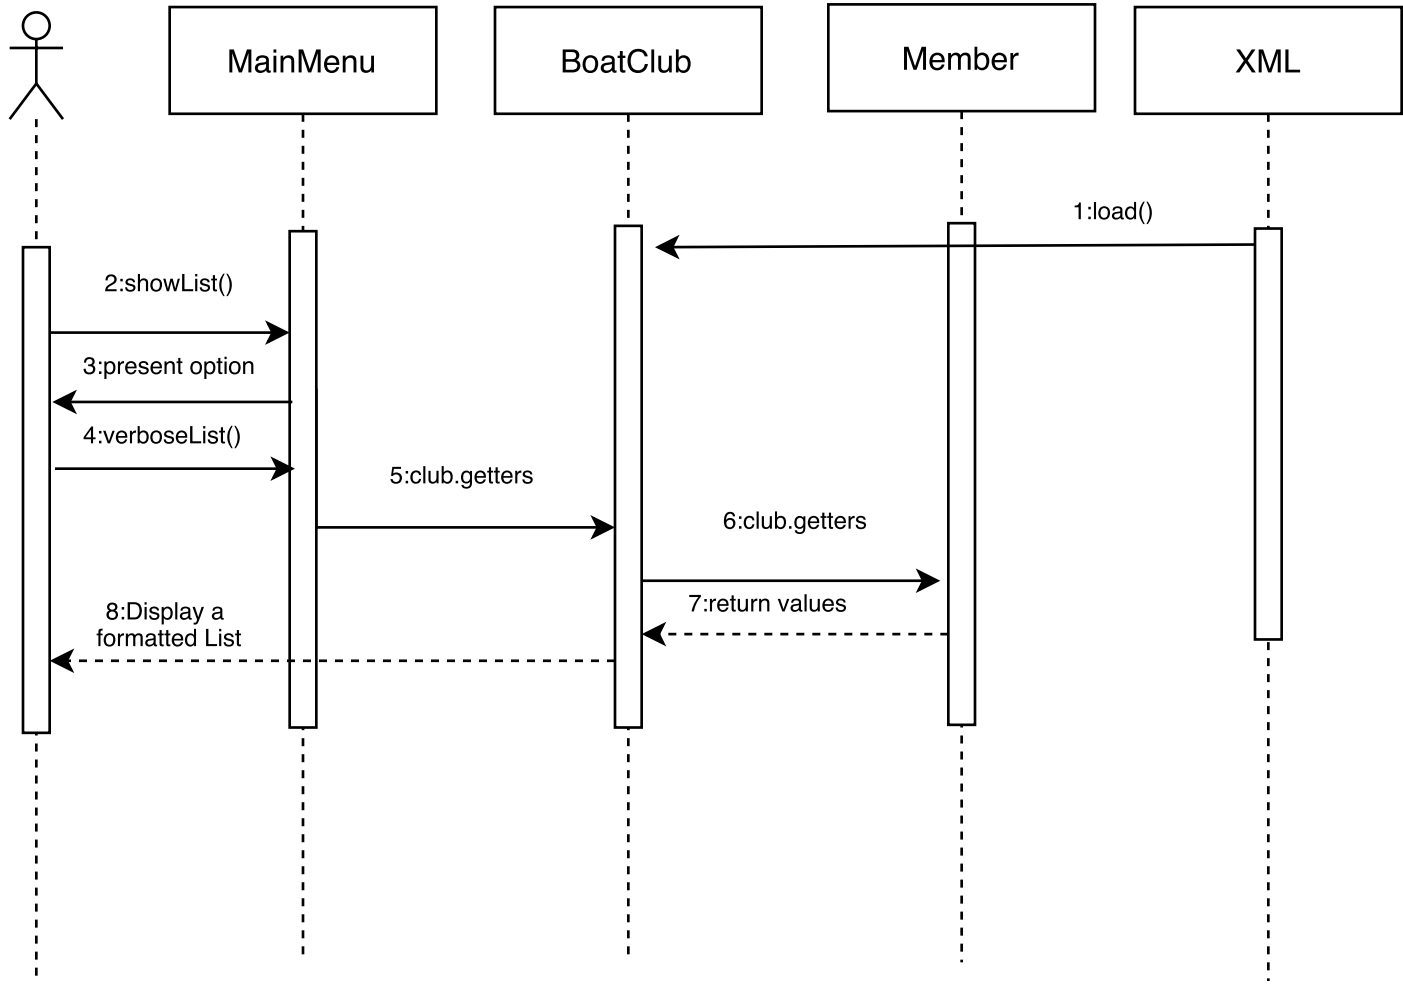 MainMenu
BoatClub
Member
XML
1:load()
2:showList()
3:present option
4:verboseList()
5:club.getters
6:club.getters
7:return values
8:Display a
formatted List